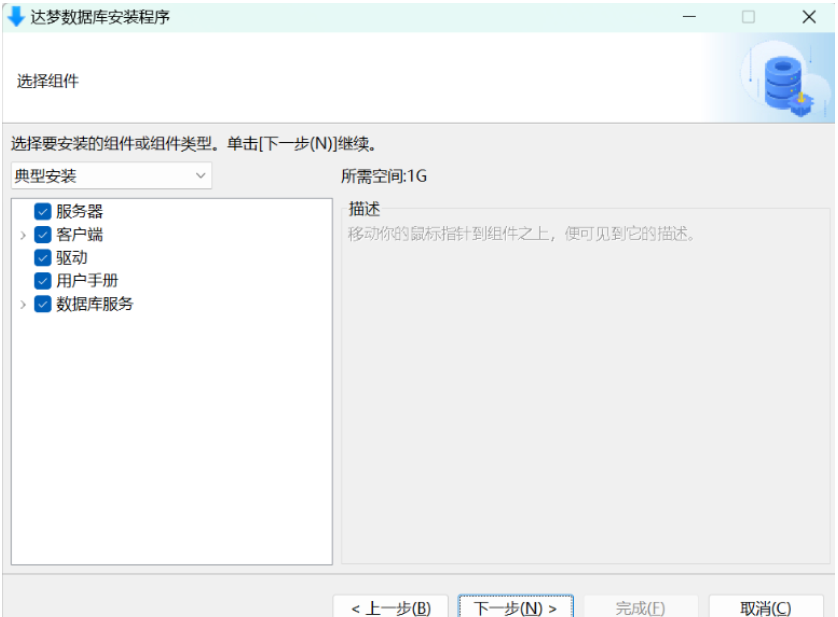 达梦数据库安装程序
选择组件
选择要安装的组件或组件类型。单击[下一步(N)]继续。
典型安装
所需空间:1G
服务器
客户端
驱动
用户手册
数据库服务
描述
移动你的鼠标指针到组件之上，便可见到它的描述。
< 上一步(B)
下一步(N) >
完成(F)
取消(C)